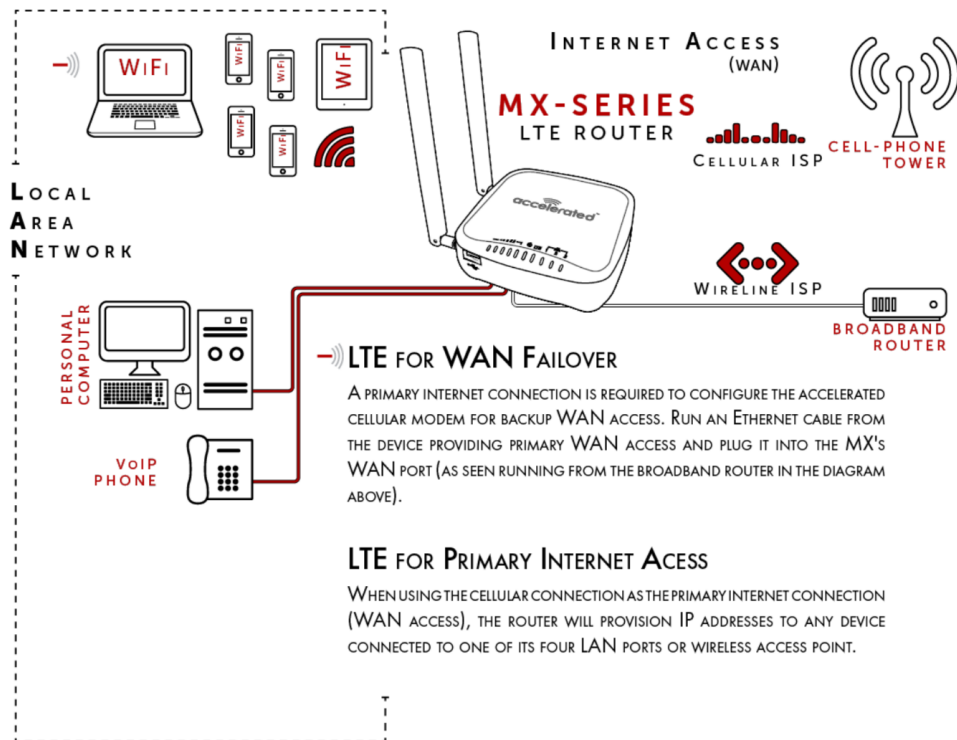 WiFi
WiFi
WiFi
WiFi
WiFi
WiFi
INTERNET ACCESS
(WAN)
MX-SERIES
LTE ROUTER
CELLULAR ISP
CELL-PHONE
TOWER
accelerated
LOCAL
AREA
NETWORK
WIRELINE ISP
BROADBAND
ROUTER
PERSONAL
COMPUTER
VoIP
PHONE
LTE FOR WAN FAILOVER
A PRIMARY INTERNET CONNECTION IS REQUIRED TO CONFIGURE THE ACCELERATED
CELLULAR MODEM FOR BACKUP WAN ACCESS. RUN AN ETHERNET CABLE FROM
THE DEVICE PROVIDING PRIMARY WAN ACCESS AND PLUG IT INTO THE MX'S
WAN PORT (AS SEEN RUNNING FROM THE BROADBAND ROUTER IN THE DIAGRAM
ABOVE).
LTE FOR PRIMARY INTERNET ACESS
WHEN USING THE CELLULAR CONNECTION AS THE PRIMARY INTERNET CONNECTION
(WAN ACCESS), THE ROUTER WILL PROVISION IP ADDRESSES TO ANY DEVICE
CONNECTED TO ONE OF ITS FOUR LAN PORTS OR WIRELESS ACCESS POINT.